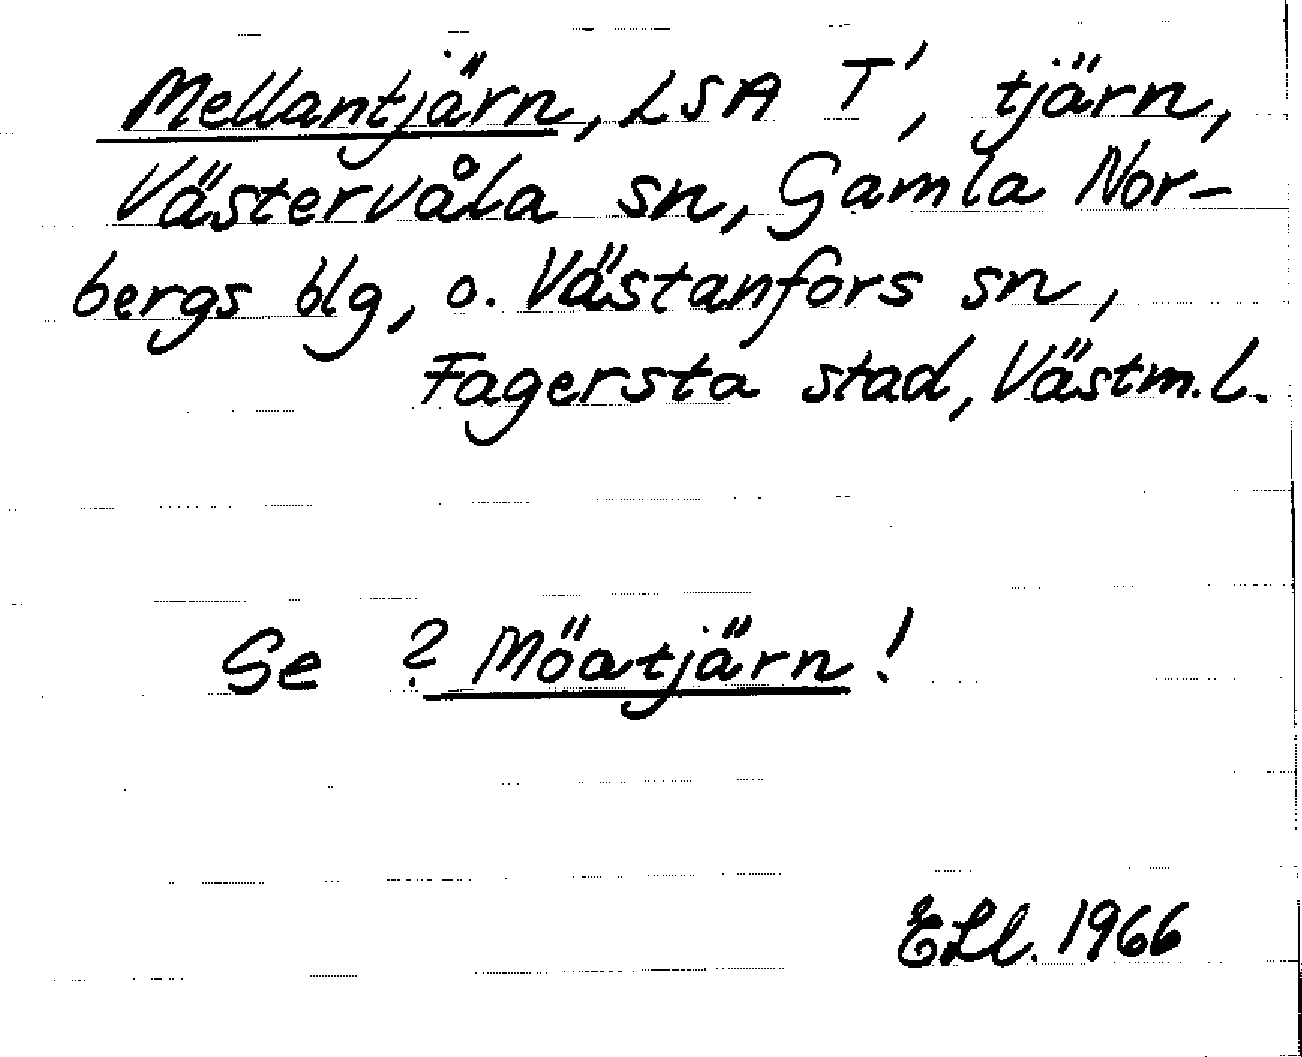 Mellantjärn, LSA T', tjärn,
Västervåla sn, Gamla Nor-
bergs blg, o. Västanfors sn,
Fagersta stad, Västm.l.
Se ? Möatjärn!
ELl. 1966